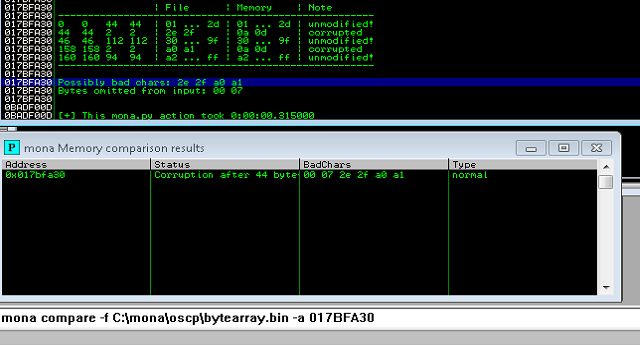 017BFA30 | File | Memory | Note
017BFA30 -----------------------------------------------
017BFA30 0 0 44 44 | 01 ... 2d | 01 ... 2d | unmodified!
017BFA30 44 44 2 2 | 2e 2f | 0a 0d | corrupted
017BFA30 46 46 112 112 | 30 ... 9f | 30 ... 9f | unmodified!
017BFA30 158 158 2 2 | a0 a1 | 0a 0d | corrupted
017BFA30 160 160 94 94 | a2 ... ff | a2 ... ff | unmodified!
017BFA30 -----------------------------------------------
017BFA30
017BFA30 Possibly bad chars: 2e 2f a0 a1
017BFA30 Bytes omitted from input: 00 07
017BFA30
0BADF00D
0BADF00D [+] This mona.py action took 0:00:00.315000
P mona Memory comparison results
Address Status BadChars Type
0x017bfa30 Corruption after 44 byte 00 07 2e 2f a0 a1 normal
mona compare -f C:\mona\oscp\bytearray.bin -a 017BFA30